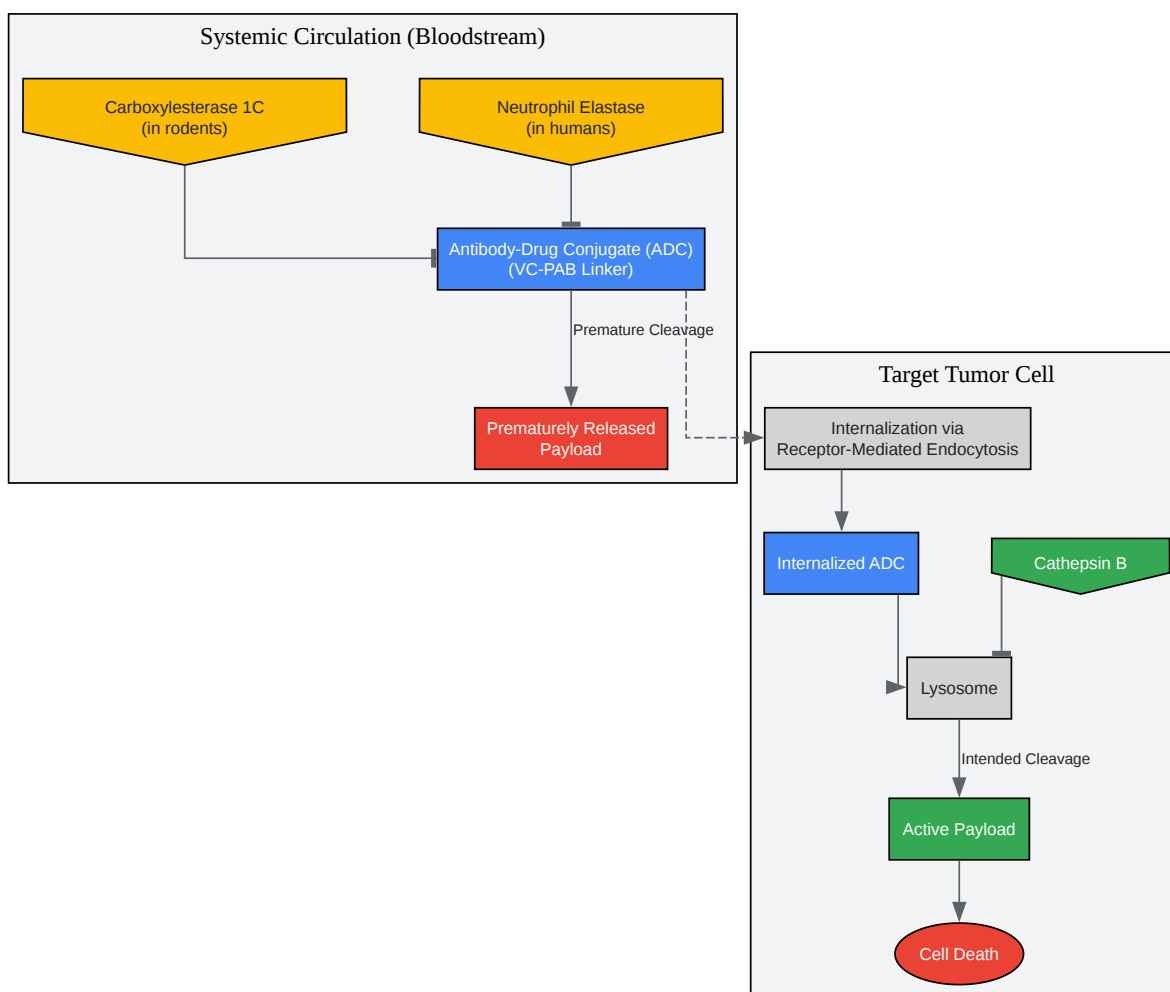 Systemic Circulation (Bloodstream)
Carboxylesterase 1C
(in rodents)
Neutrophil Elastase
(in humans)
Antibody-Drug Conjugate (ADC)
(VC-PAB Linker)
Premature Cleavage
Prematurely Released
Payload
Target Tumor Cell
Internalization via
Receptor-Mediated Endocytosis
Internalized ADC
Cathepsin B
Lysosome
Intended Cleavage
Active Payload
Cell Death